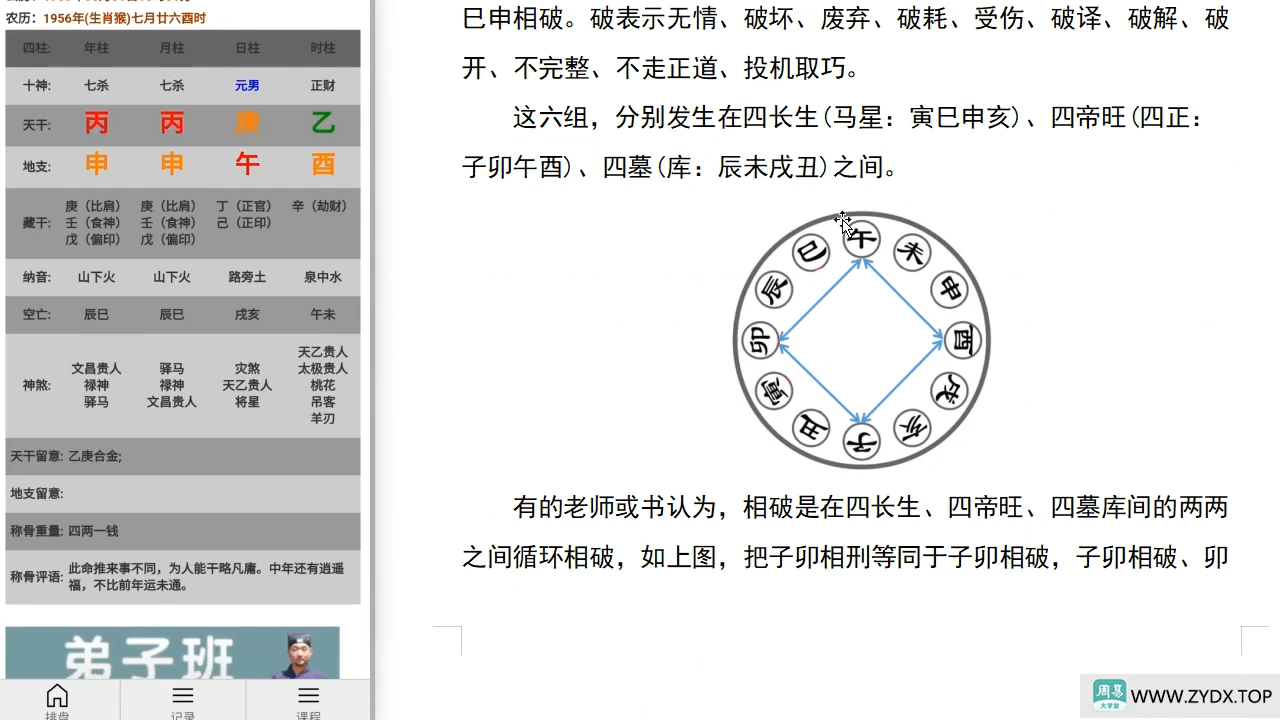 农历: 1956年(生肖猴)七月廿六酉时
四柱: 年柱 月柱 日柱 时柱
十神: 七杀 七杀 元男 正财
天干: 丙 丙 庚 乙
地支: 申 申 午 酉
藏干: 庚（比肩） 庚（比肩） 丁（正官） 辛（劫财）
壬（食神） 壬（食神） 己（正印）
戊（偏印） 戊（偏印）
纳音: 山下火 山下火 路旁土 泉中水
空亡: 辰巳 辰巳 戌亥 午未
神煞: 文昌贵人 禄神 驿马
驿马 禄神 文昌贵人
灾煞 天乙贵人 将星
天乙贵人 太极贵人 桃花 吊客 羊刃
天干留意: 乙庚合金;
地支留意:
称骨重量: 四两一钱
称骨评语: 此命推来事不同，为人能干略凡庸。中年还有逍遥
福，不比前年运未通。
弟子班
排盘 记录 课程
巳申相破。破表示无情、破坏、废弃、破耗、受伤、破译、破解、破
开、不完整、不走正道、投机取巧。
这六组，分别发生在四长生(马星：寅巳申亥)、四帝旺(四正：
子卯午酉)、四墓(库：辰未戌丑)之间。
午
未
申
酉
戌
亥
子
丑
寅
卯
辰
巳
有的老师或书认为，相破是在四长生、四帝旺、四墓库间的两两
之间循环相破，如上图，把子卯相刑等同于子卯相破，子卯相破、卯
周易
大学堂
WWW.ZYDX.TOP